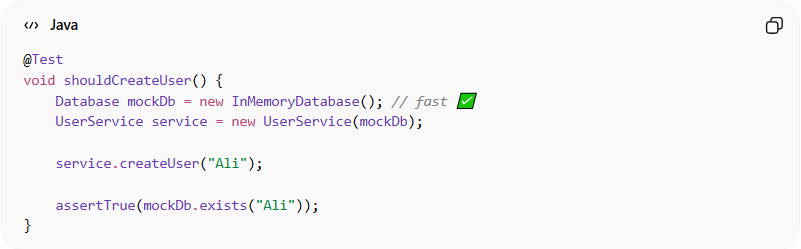 </> Java
@Test
void shouldCreateUser() {
    Database mockDb = new InMemoryDatabase(); // fast ✅
    UserService service = new UserService(mockDb);
    service.createUser("Ali");
    assertTrue(mockDb.exists("Ali"));
}